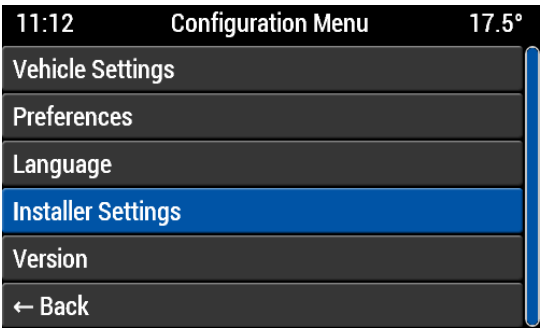 11:12 Configuration Menu 17.5°
Vehicle Settings
Preferences
Language
Installer Settings
Version
← Back